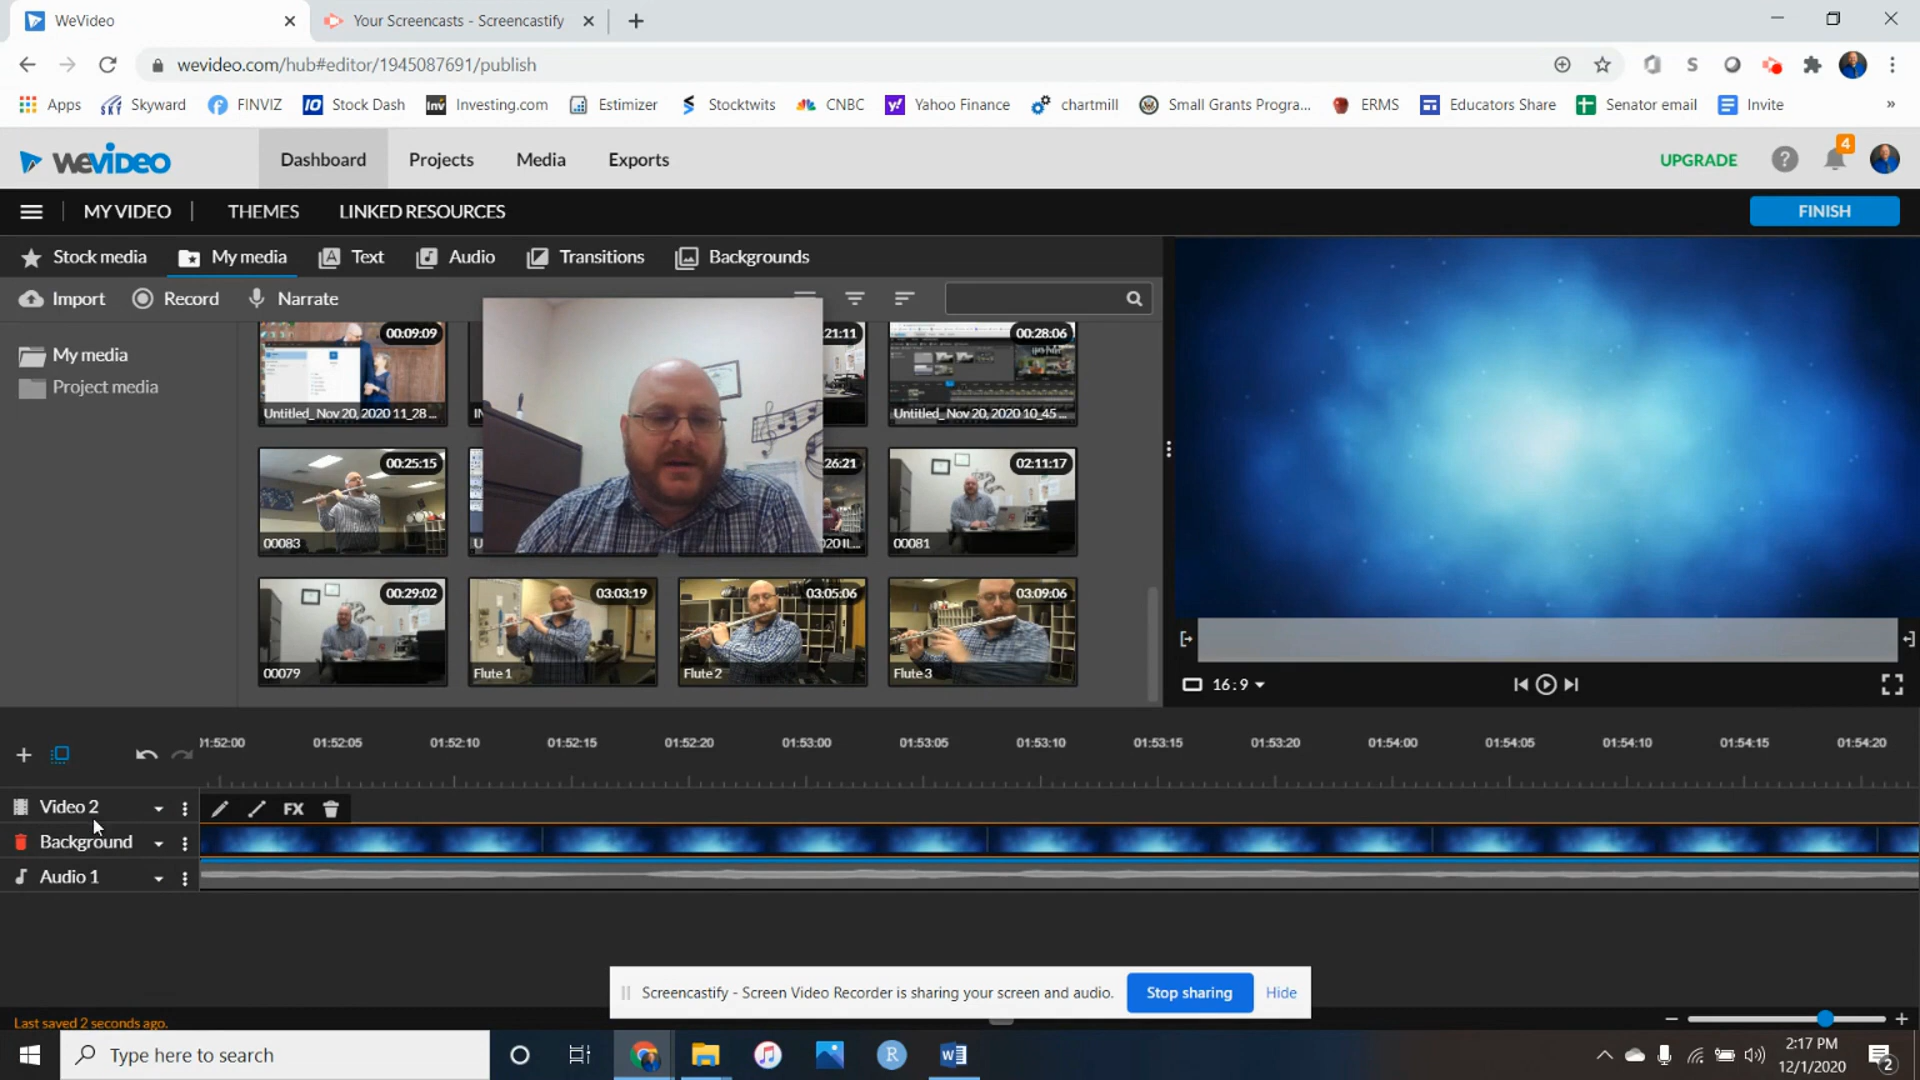 WeVideo
Your Screencasts - Screencastify
wevideo.com/hub#editor/1945087691/publish
Apps Skyward FINVIZ Stock Dash Investing.com Estimizer Stocktwits CNBC Yahoo Finance chartmill Small Grants Progra... ERMS Educators Share Senator email Invite »
WEVIDEO Dashboard Projects Media Exports UPGRADE ? 4
MY VIDEO THEMES LINKED RESOURCES FINISH
Stock media My media Text Audio Transitions Backgrounds
Import Record Narrate
My media
Project media
00:09:09 21:11 00:28:06
Untitled_ Nov 20, 2020 11_28 ... Untitled_ Nov 20, 2020 10_45 ...
00:25:15 26:21 02:11:17
00083 U 020 IL... 00081
00:29:02 03:03:19 03:05:06 03:09:06
00079 Flute 1 Flute 2 Flute 3
16:9
01:52:00 01:52:05 01:52:10 01:52:15 01:52:20 01:53:00 01:53:05 01:53:10 01:53:15 01:53:20 01:54:00 01:54:05 01:54:10 01:54:15 01:54:20
Video 2 FX
Background
Audio 1
Screencastify - Screen Video Recorder is sharing your screen and audio. Stop sharing Hide
Last saved 2 seconds ago.
Type here to search
2:17 PM
12/1/2020
2